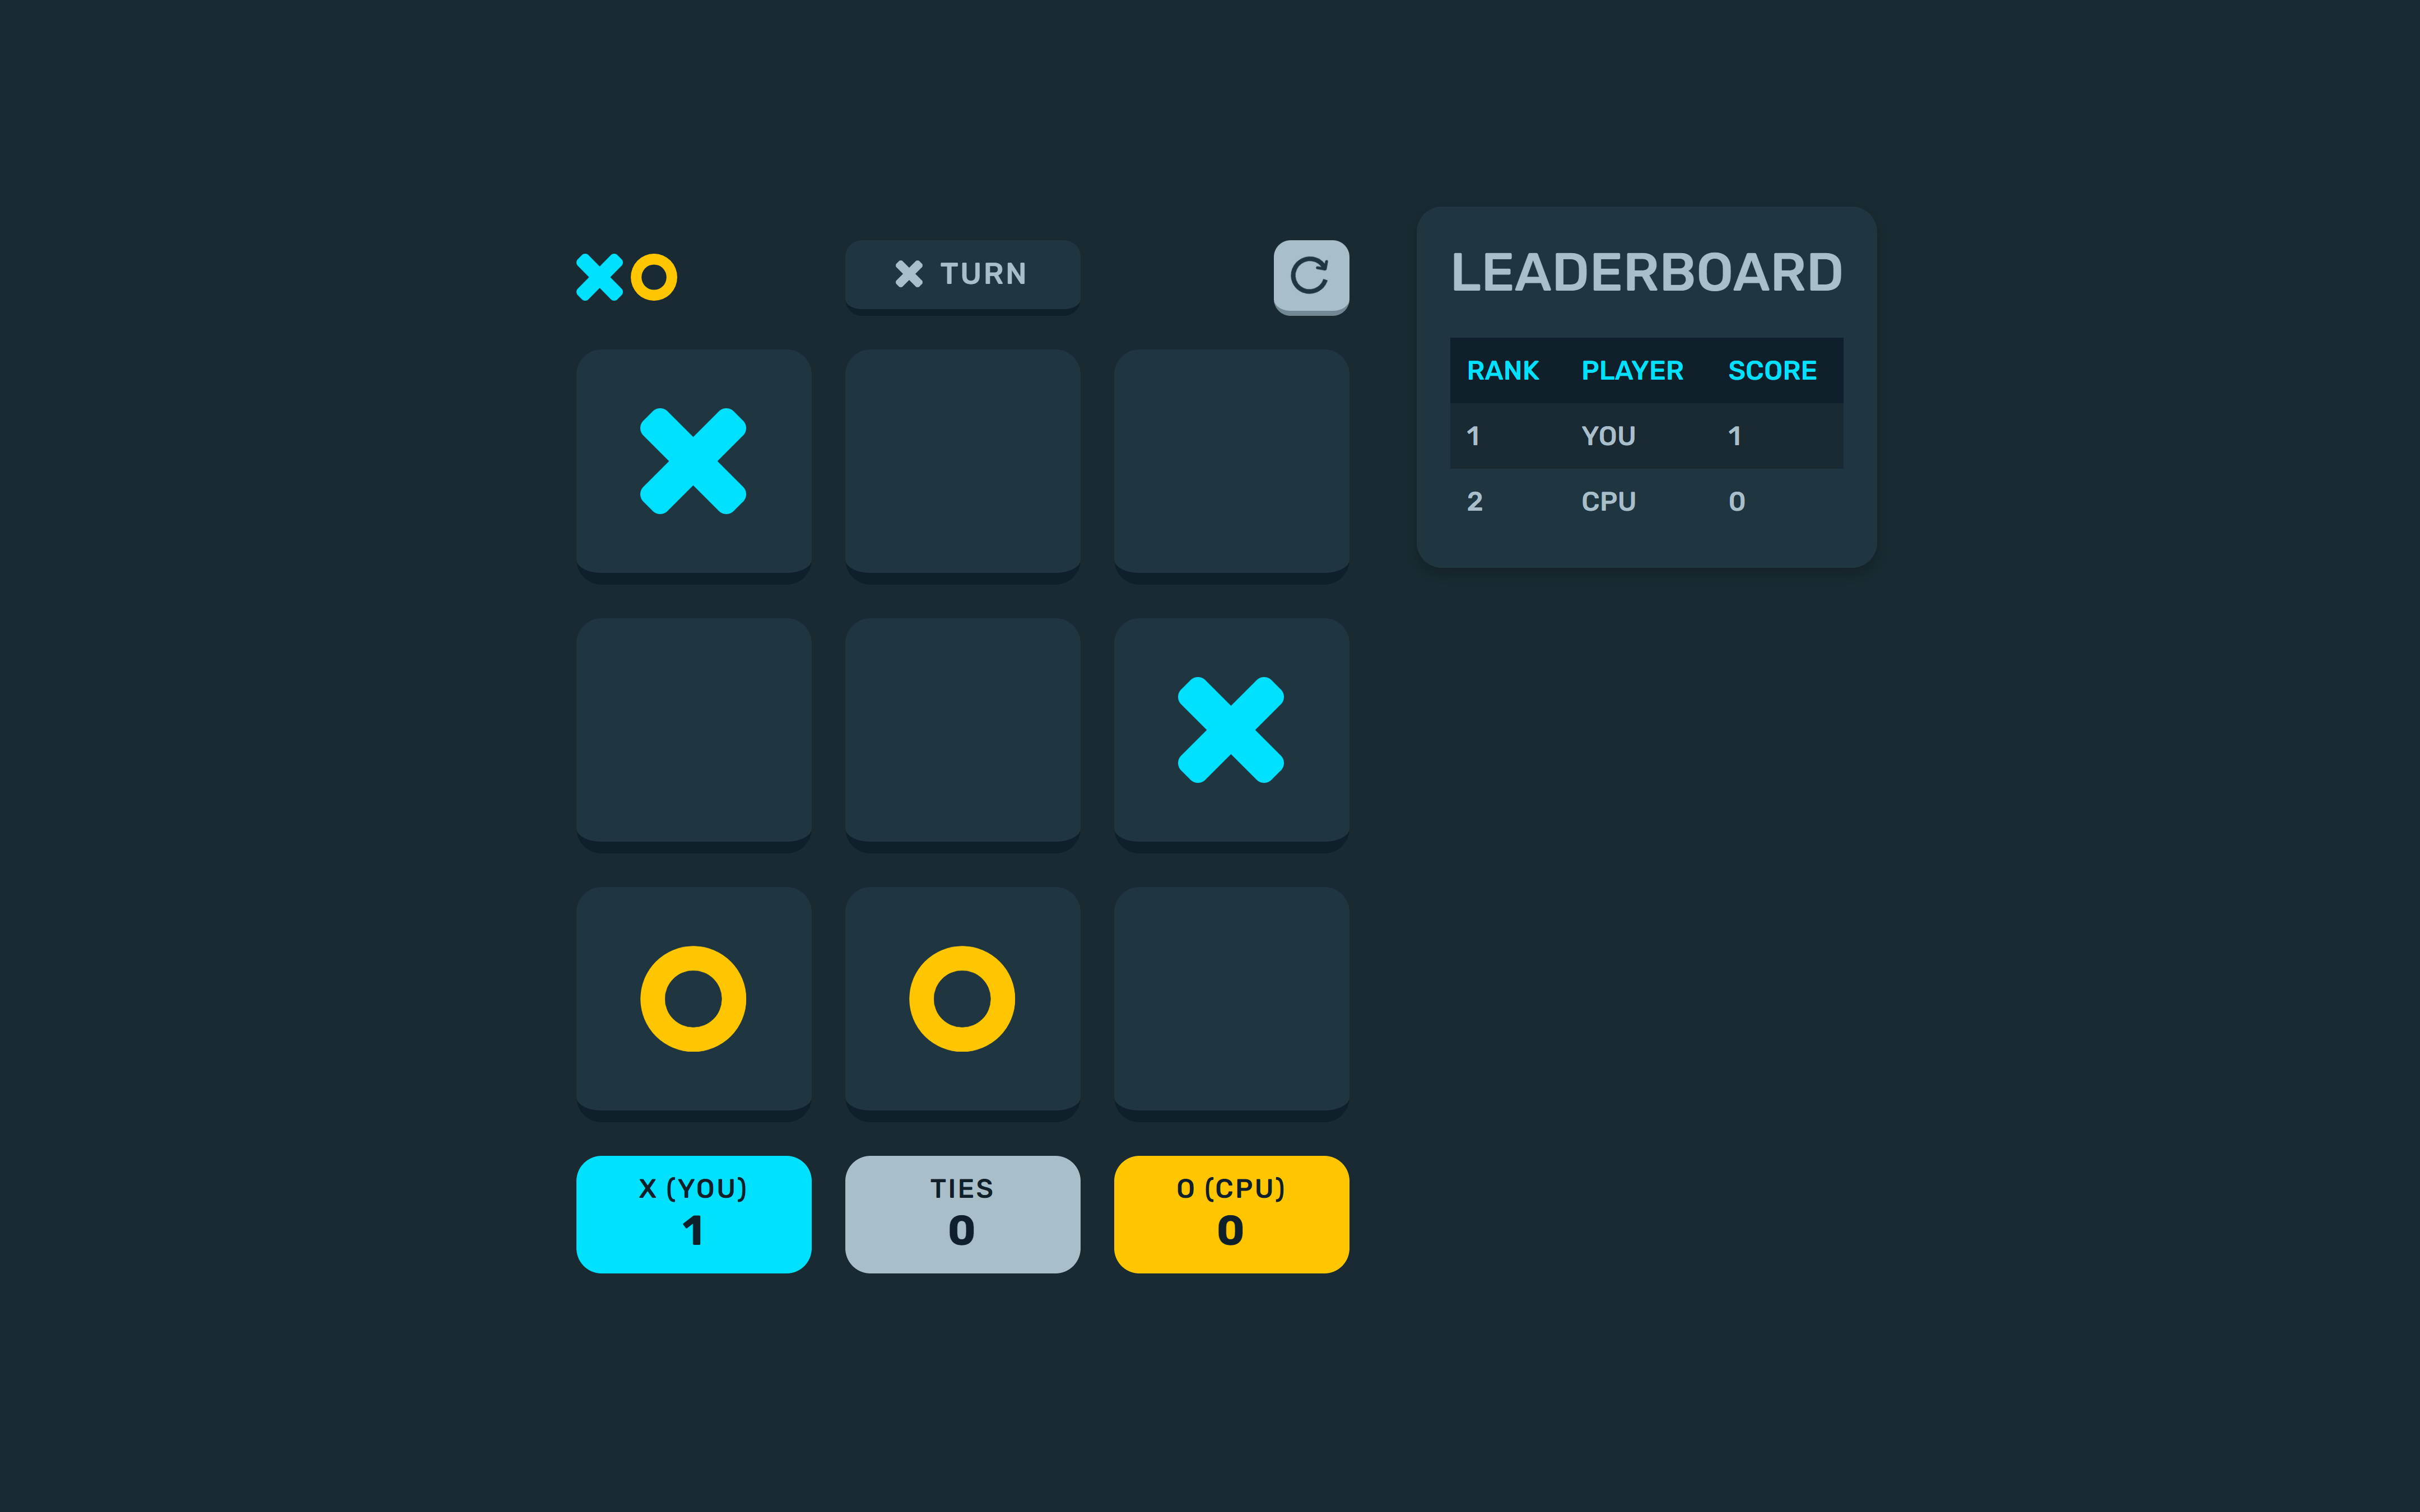 TURN
LEADERBOARD
RANK PLAYER SCORE
1 YOU 1
2 CPU 0
X (YOU)
1
TIES
0
O (CPU)
0